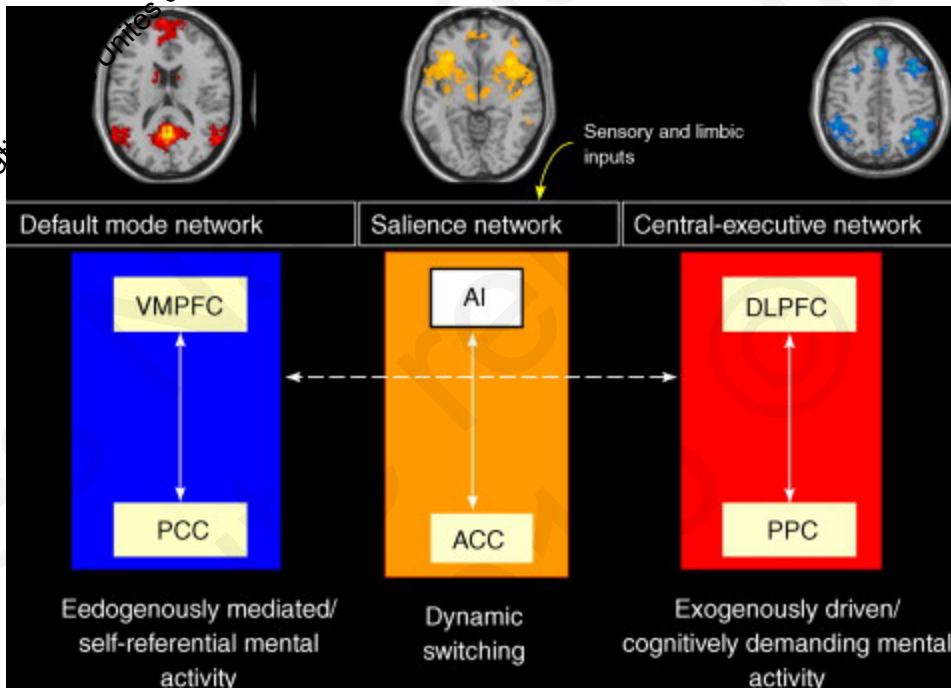 Unites
Sensory and limbic
inputs
Default mode network
Salience network
Central-executive network
VMPFC
AI
DLPFC
PCC
ACC
PPC
Eedogenously mediated/
self-referential mental
activity
Dynamic
switching
Exogenously driven/
cognitively demanding mental
activity